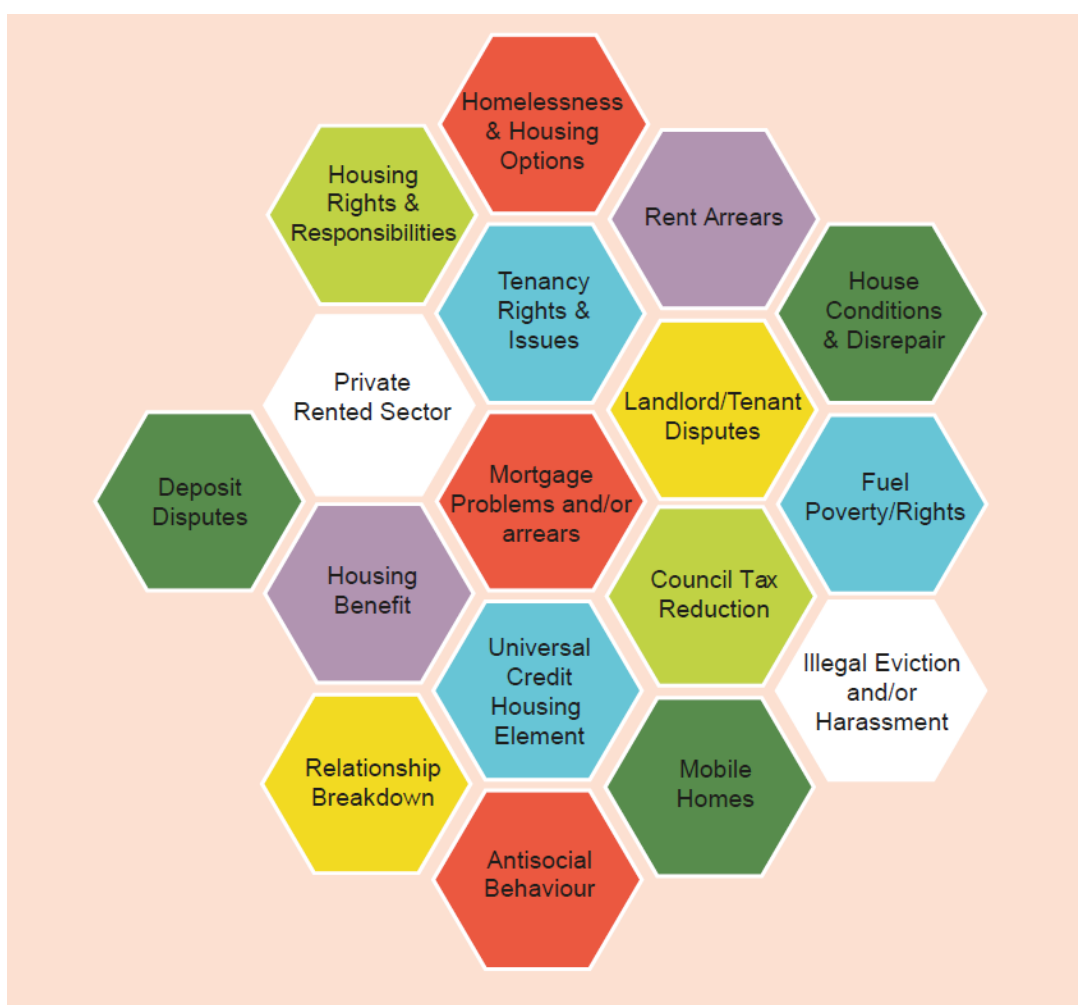 Homelessness
& Housing
Options
Housing
Rights &
Responsibilities
Rent Arrears
Tenancy
Rights &
Issues
House
Conditions
& Disrepair
Private
Rented Sector
Landlord/Tenant
Disputes
Deposit
Disputes
Mortgage
Problems and/or
arrears
Fuel
Poverty/Rights
Housing
Benefit
Council Tax
Reduction
Universal
Credit
Housing
Element
Illegal Eviction
and/or
Harassment
Relationship
Breakdown
Mobile
Homes
Antisocial
Behaviour